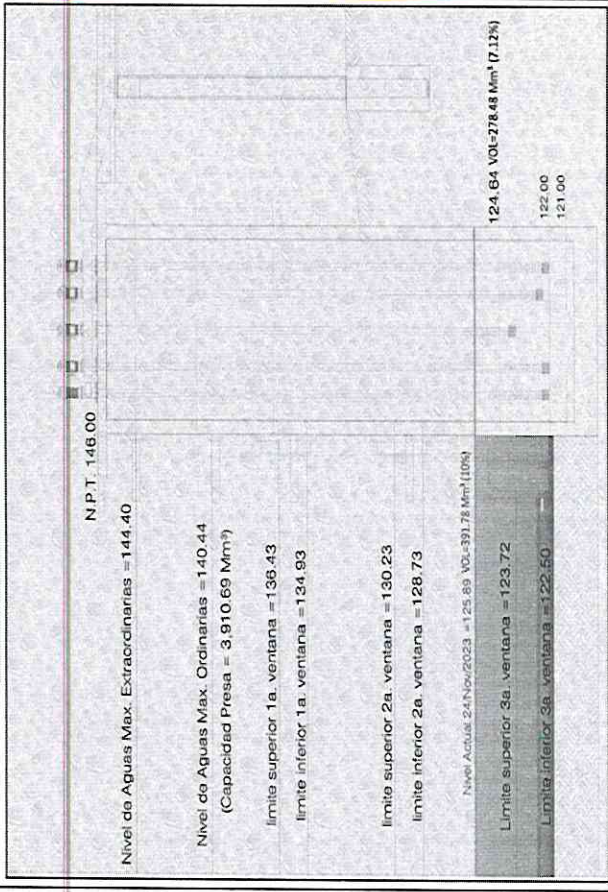 N.P.T. 146.00
Nivel de Aguas Max. Extraordinarias =144.40
Nivel de Aguas Max. Ordinarias =140.44
(Capacidad Presa = 3,910.69 Mm³)
limite superior 1a. ventana =136.43
limite inferior 1a. ventana =134.93
limite superior 2a. ventana =130.23
limite inferior 2a. ventana =128.73
Nivel Actual 24/Nov/2023 =125.89 VOL=391.78 Mm³ (10%)
124.64 VOL=278.48 Mm³ (7.12%)
Limite superior 3a. ventana =123.72
Limite inferior 3a. ventana =122.50
122.00
121.00